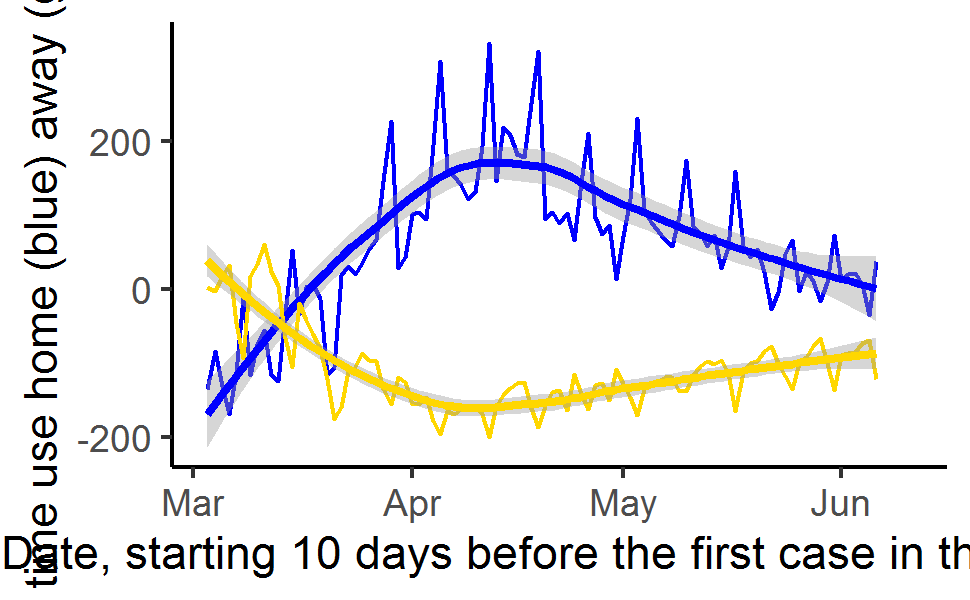 time use home (blue) away (
200
0
-200
Mar Apr May Jun
Date, starting 10 days before the first case in th